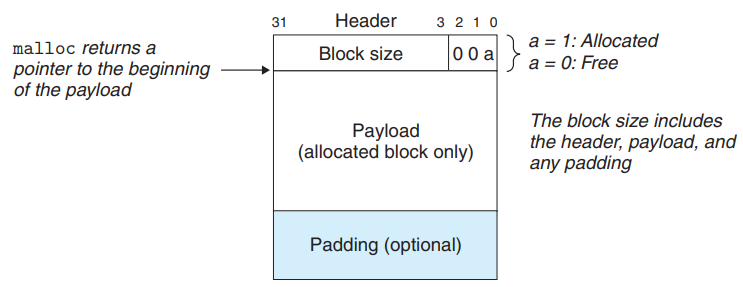 31 Header 3 2 1 0
malloc returns a
pointer to the beginning
of the payload
Block size
0 0 a
a = 1: Allocated
a = 0: Free
Payload
(allocated block only)
The block size includes
the header, payload, and
any padding
Padding (optional)